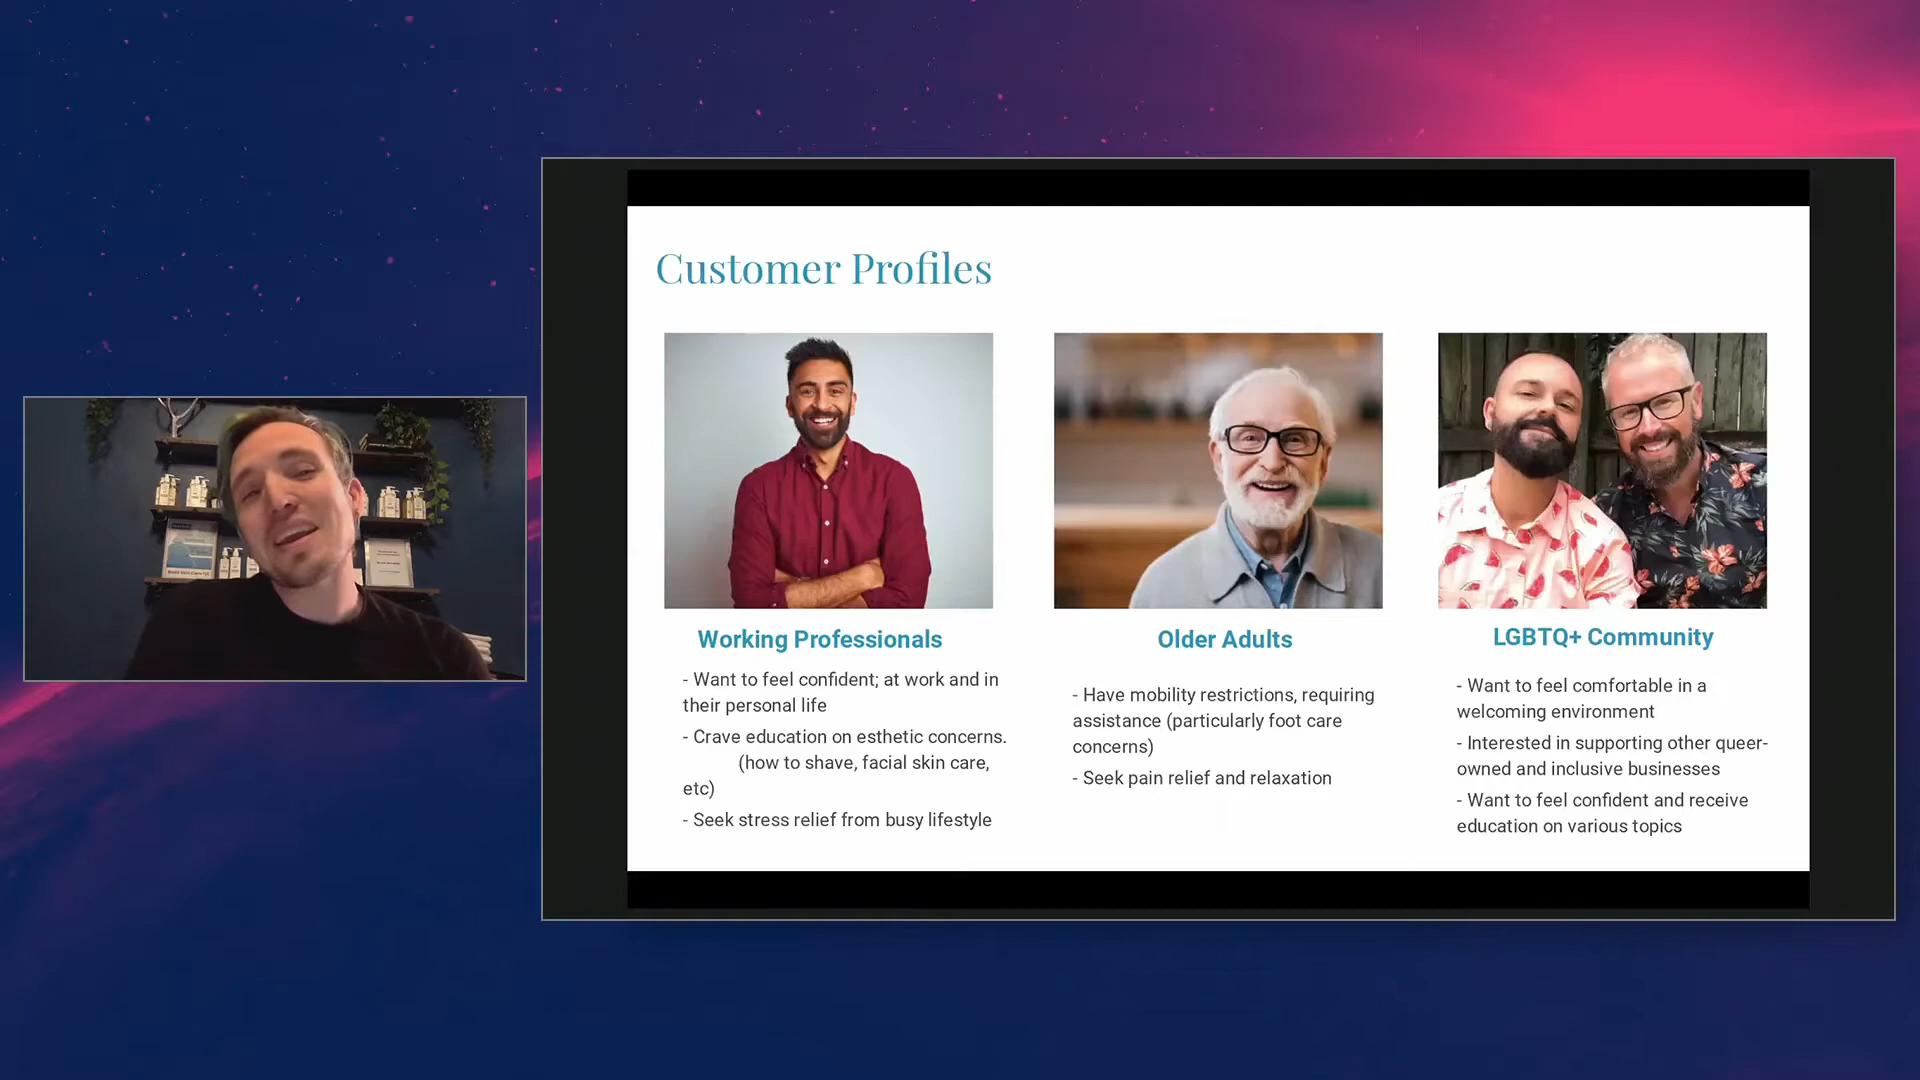 Customer Profiles
Working Professionals
- Want to feel confident; at work and in
their personal life
- Crave education on esthetic concerns.
(how to shave, facial skin care,
etc)
- Seek stress relief from busy lifestyle
Older Adults
- Have mobility restrictions, requiring
assistance (particularly foot care
concerns)
- Seek pain relief and relaxation
LGBTQ+ Community
- Want to feel comfortable in a
welcoming environment
- Interested in supporting other queer-
owned and inclusive businesses
- Want to feel confident and receive
education on various topics